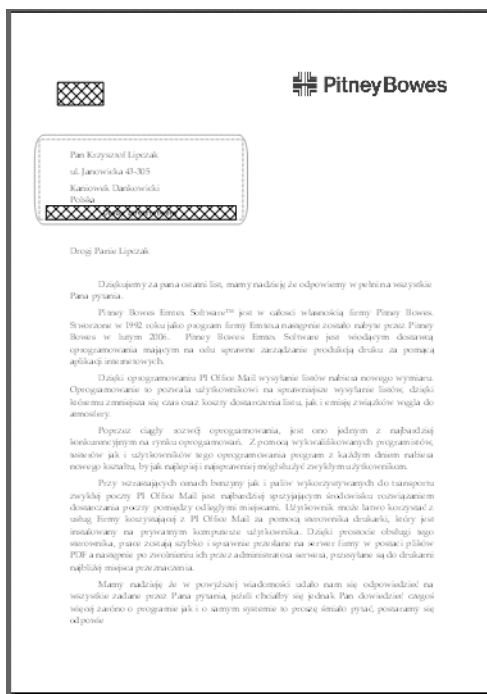 PitneyBowes
Pan Krzysztof Lipczak
ul. Janowicka 43-305
Kaniowek Dankowicki
Polska
Drogi Panie Lipczak
Dziękujemy za pana ostatni list, mamy nadzieję że odpowiemy w pełni na wszystkie
Pana pytania.
Pitney Bowes Emtex Software™ jest w całosci własnością firmy Pitney Bowes.
Stworzone w 1992 roku jako program firmy Emtex a następnie zostało nabyte przez Pitney
Bowes w lutym 2006. Pitney Bowes Emtex Software jest wiodącym dostawcą
oprogramowania mającym na celu sprawne zarządzanie produkcją druku za pomocą
aplikacji internetowych.
Dzięki oprogramowaniu PI Office Mail wysyłanie listów nabiera nowego wymiaru.
Oprogramowanie to pozwala użytkownikowi na sprawniejsze wysyłanie listów, dzięki
któremu zmniejsza się czas oraz koszty dostarczenia listu, jak i emisję związków węgla do
atmosfery.
Poprzez ciągły rozwój oprogramowania, jest ono jednym z najbardziej
konkurencyjnym na rynku oprogramowań. Z pomocą wykwalifikowanych programistów,
testerów jak i użytkowników tego oprogramowania program z każdym dniem nabiera
nowego kształtu, by jak najlepiej i najsprawniej mógł służyć zwykłym użytkownikom.
Przy wzrastających cenach benzyny jak i paliw wykorzystywanych do transportu
zwykłej poczty PI Office Mail jest najbardziej sprzyjającym środowisku rozwiązaniem
dostarczania poczty pomiędzy odległymi miejscami. Użytkownik może łatwo korzystać z
usług firmy korzystającej z PI Office Mail za pomocą sterownika drukarki, który jest
instalowany na prywatnym komputerze użytkownika. Dzięki prostocie obsługi tego
sterownika, prace zostają szybko i sprawnie przesłane na serwer firmy w postaci plików
PDF a następnie po zwolnieniu ich przez administratora serwera, przesyłane są do drukarni
najbliżej miejsca przeznaczenia.
Mamy nadzieję że w powyższej wiadomości udało nam się odpowiedzieć na
wszystkie zadane przez Pana pytania, jeżeli chciałby się jednak Pan dowiedzieć czegoś
więcej zaróno o programie jak i o samym systemie to proszę śmiało pytać, postaramy się
odpowie